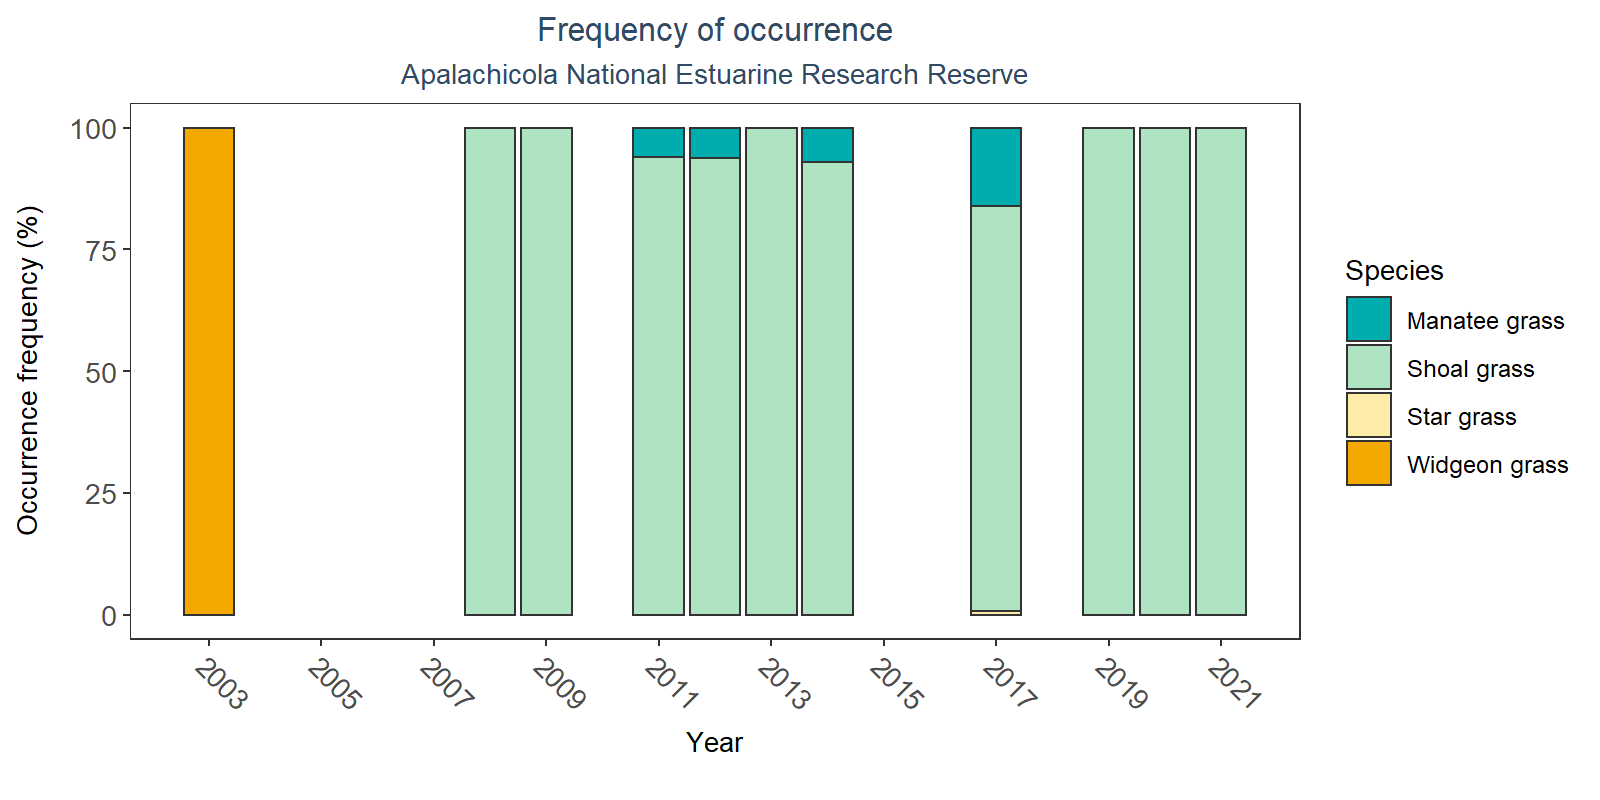 Frequency of occurrence
Apalachicola National Estuarine Research Reserve
Occurrence frequency (%)
100
75
50
25
0
2003
2005
2007
2009
2011
2013
2015
2017
2019
2021
Year
Species
Manatee grass
Shoal grass
Star grass
Widgeon grass